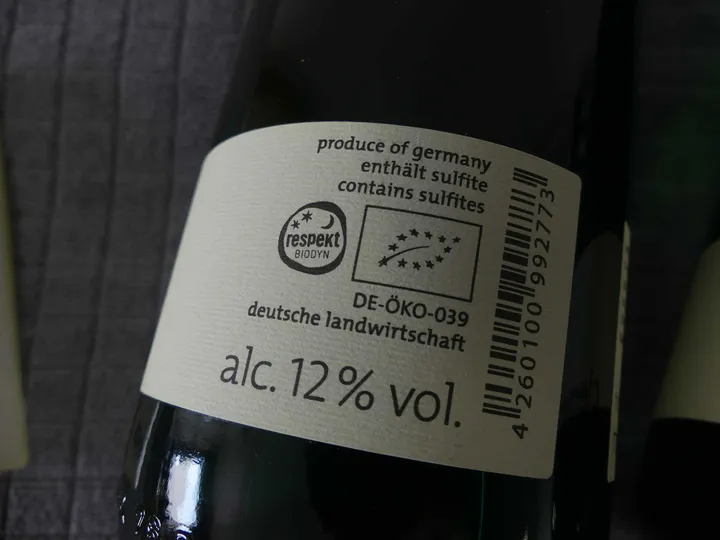 produce of germany
enthält sulfite
contains sulfites
respekt
BIODYN
DE-ÖKO-039
deutsche landwirtschaft
alc. 12% vol.
4 260100 992773